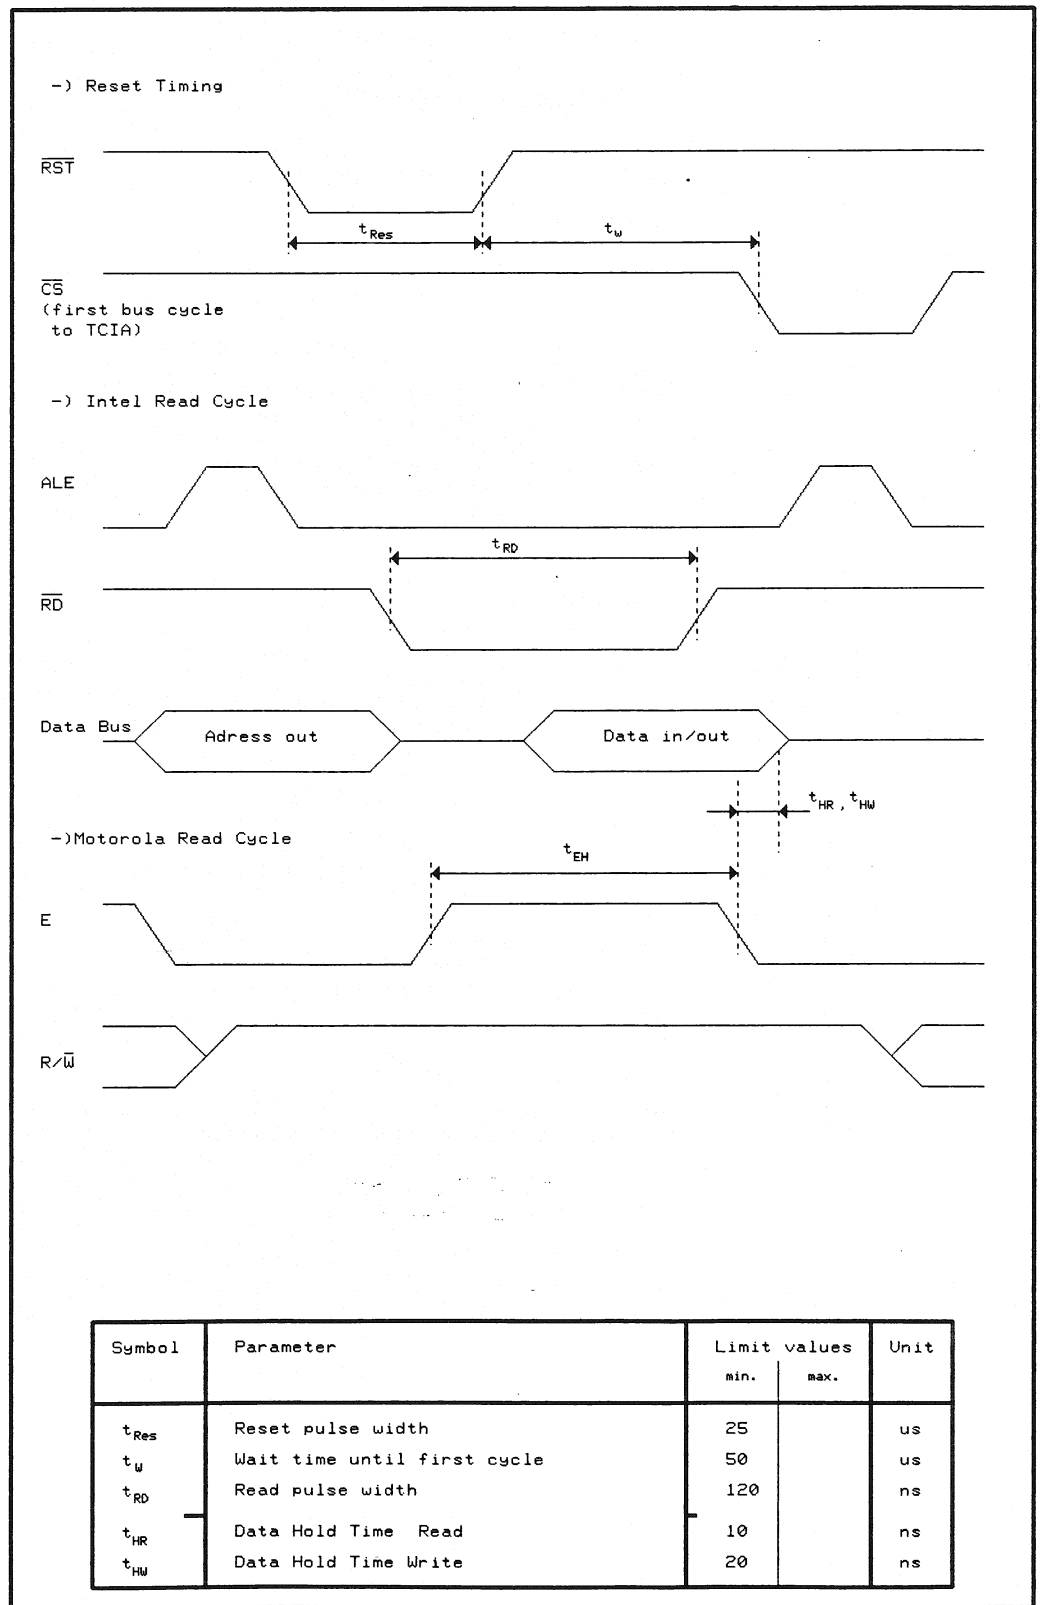 -) Reset Timing
RST
tRes
tw
CS
(first bus cycle
to TCIA)
-) Intel Read Cycle
ALE
tRD
RD
Data Bus
Adress out
Data in/out
tHR, tHW
-)Motorola Read Cycle
tEH
E
R/W
Symbol Parameter Limit values Unit
min. max.
tRes Reset pulse width 25 us
tW Wait time until first cycle 50 us
tRD Read pulse width 120 ns
tHR Data Hold Time Read 10 ns
tHW Data Hold Time Write 20 ns